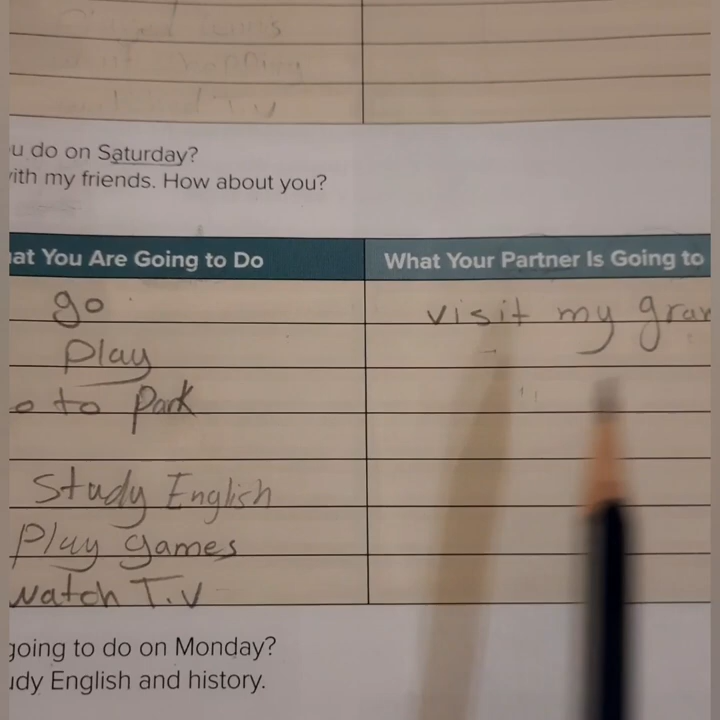 T.V
u do on Saturday?
ith my friends. How about you?
at You Are Going to Do What Your Partner Is Going to
go visit my gran
Play
o to Park
Study English
Play games
watch T.V
going to do on Monday?
udy English and history.